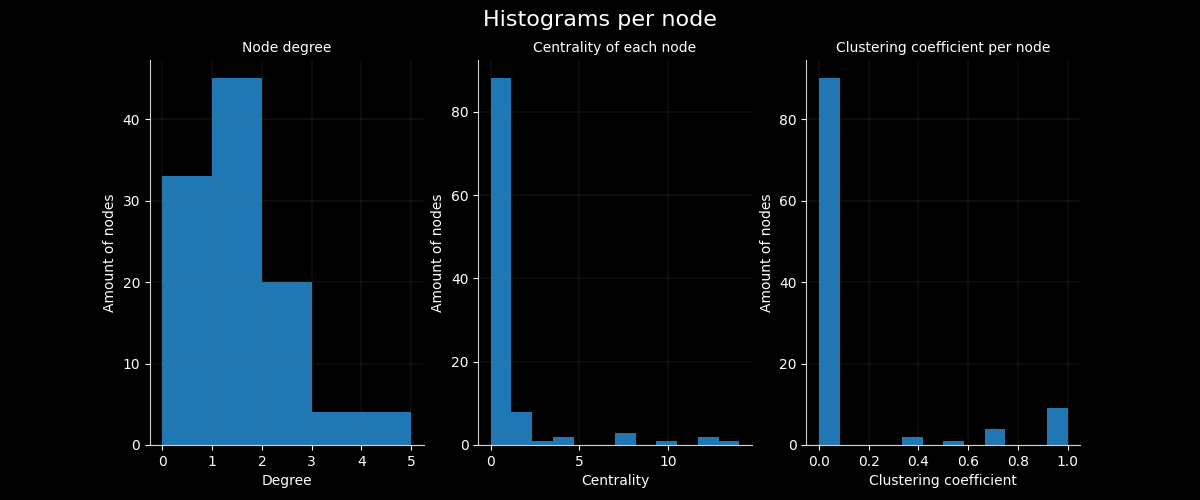 Histograms per node
Node degree
Amount of nodes
40
30
20
10
0
0 1 2 3 4 5
Degree
Centrality of each node
Amount of nodes
80
60
40
20
0
0 5 10
Centrality
Clustering coefficient per node
Amount of nodes
80
60
40
20
0
0.0 0.2 0.4 0.6 0.8 1.0
Clustering coefficient